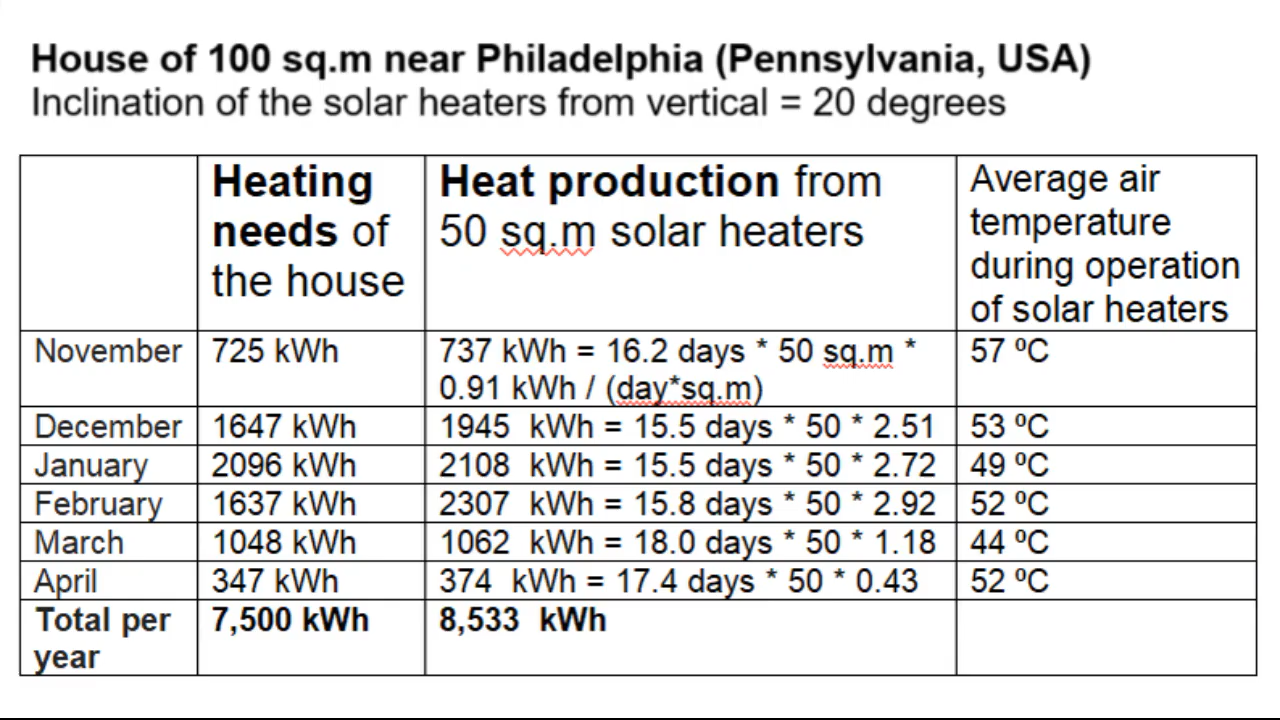 House of 100 sq.m near Philadelphia (Pennsylvania, USA)
Inclination of the solar heaters from vertical = 20 degrees
Heating
needs of
the house
Heat production from
50 sq.m solar heaters
Average air
temperature
during operation
of solar heaters
November
725 kWh
737 kWh = 16.2 days * 50 sq.m *
0.91 kWh / (day*sq.m)
57 ºC
December
1647 kWh
1945 kWh = 15.5 days * 50 * 2.51
53 ºC
January
2096 kWh
2108 kWh = 15.5 days * 50 * 2.72
49 ºC
February
1637 kWh
2307 kWh = 15.8 days * 50 * 2.92
52 ºC
March
1048 kWh
1062 kWh = 18.0 days * 50 * 1.18
44 ºC
April
347 kWh
374 kWh = 17.4 days * 50 * 0.43
52 ºC
Total per
year
7,500 kWh
8,533 kWh